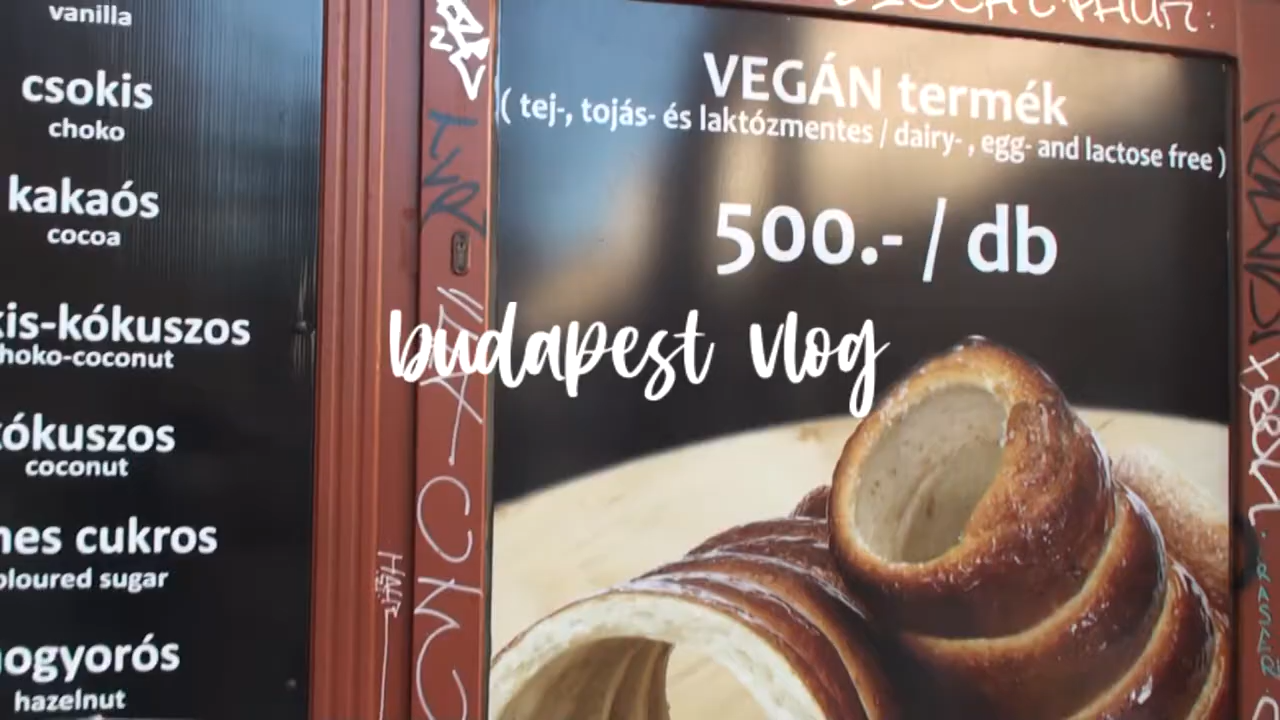 vanilla
csokis
choko
kakaós
cocoa
kis-kókuszos
hoko-coconut
kókuszos
coconut
nes cukros
oloured sugar
ogyorós
hazelnut
VEGÁN termék
( tej-, tojás- és laktózmentes / dairy- , egg- and lactose free )
500.- / db
budapest vlog